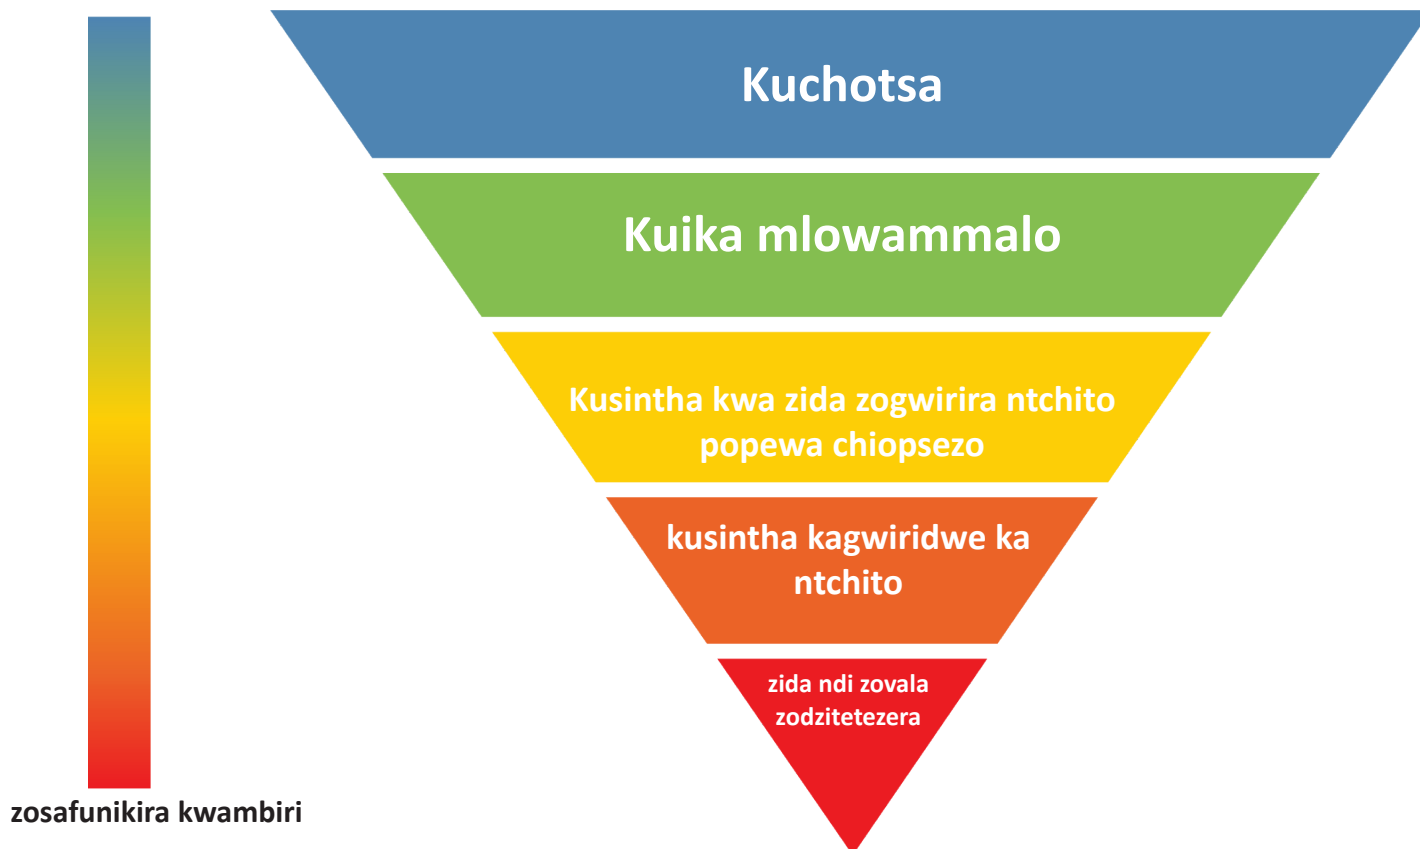 Kuchotsa
Kuika mlowammalo
Kusintha kwa zida zogwirira ntchito
popewa chiopsezo
kusintha kagwiridwe ka
ntchito
zida ndi zovala
zodzitetezera
zosafunikira kwambiri